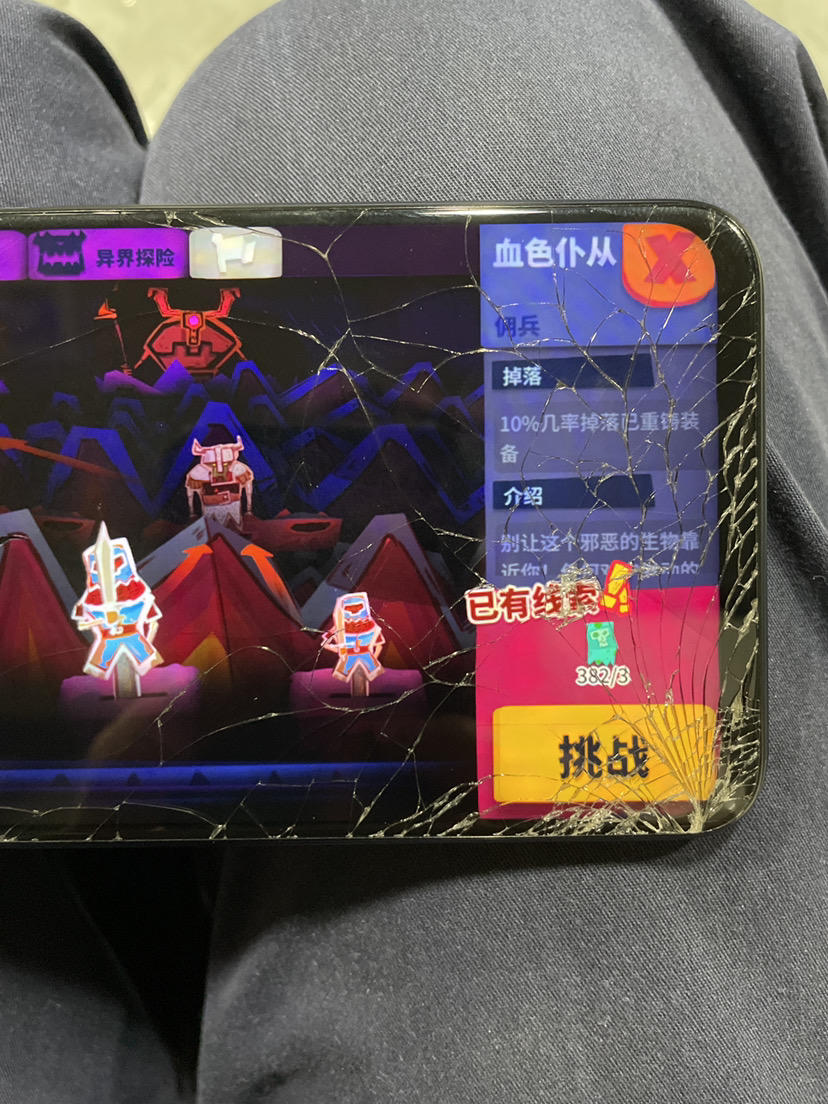 异界探险
血色仆从
佣兵
掉落
10%几率掉落已重铸装
备
介绍
别让这个邪恶的生物靠
近你!
已有线索
382/3
挑战